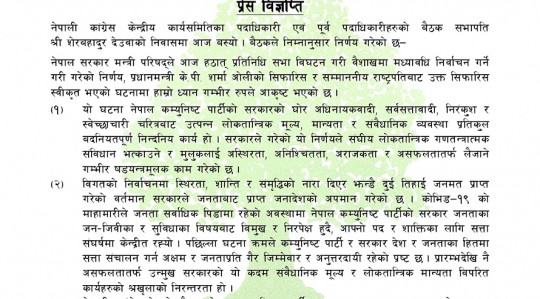 प्रेस विज्ञप्ति
नेपाली कांग्रेस केन्द्रीय कार्यसमितिका पदाधिकारी एवं पूर्व पदाधिकारीहरुको बैठक सभापति
श्री शेरबहादुर देउवाको निवासमा आज बस्यो । बैठकले निम्नानुसार निर्णय गरेको छ–
नेपाल सरकार मन्त्री परिषद्ले आज हठात् प्रतिनिधि सभा विघटन गरी वैशाखमा मध्यावधि निर्वाचन गर्ने
गरी गरेको निर्णय, प्रधानमन्त्री के.पी. शर्मा ओलीको सिफारिस र सम्माननीय राष्ट्रपतिबाट उक्त सिफारिस
स्वीकृत भएको घटनामा हाम्रो ध्यान गम्भीर रुपले आकृष्ट भएको छ ।
(१) यो घटना नेपाल कम्युनिष्ट पार्टीको सरकारको घोर अधिनायकवादी, सर्वसत्तावादी, निरंकुश र
स्वेच्छाचारी चरित्रबाट उत्पन्न लोकतान्त्रिक मूल्य, मान्यता र संवैधानिक व्यवस्था प्रतिकुल
बदनियतपूर्ण निन्दनिय कार्य हो । सरकारले गरेको यो निर्णयले संघीय लोकतान्त्रिक गणतन्त्रात्मक
संविधान भत्काउने र मुलुकलाई अस्थिरता, अनिश्चितता, अराजकता र असफलतातर्फ लैजाने
गम्भीर षडयन्त्रमूलक काम गरेको छ ।
(२) विगतको निर्वाचनमा स्थिरता, शान्ति र समृद्धिको नारा दिएर झन्डै दुई तिहाई जनमत प्राप्त
गरेको वर्तमान सरकारले जनताबाट प्राप्त जनादेशको अपमान गरेको छ । कोभिड–१९ को
माहामारीले जनता सर्वाधिक पिडामा रहेको अवस्थामा नेपाल कम्युनिष्ट पार्टीको सरकार जनताका
जन-जिवीका र सुविधाका विषयबाट विमुख र निरपेक्ष हुदै, आफ्नो पद र शक्तिका लागि सत्ता
संघर्षमा केन्द्रीत रह्यो । पछिल्ला घटना क्रमले कम्युनिष्ट पार्टी र सरकार देश र जनताका हितमा
सत्ता संचालन गर्न अक्षम र जनताप्रति गैर जिम्मेवार र अनुत्तरदायी रहेको प्रष्ट छ । प्रारम्भदेखि नै
असफलतातर्फ उन्मुख सरकारको यो कदम संवैधानिक मूल्य र लोकतान्त्रिक मान्यता विपरित
कार्यहरुको श्रृखलाको निरन्तरता हो ।